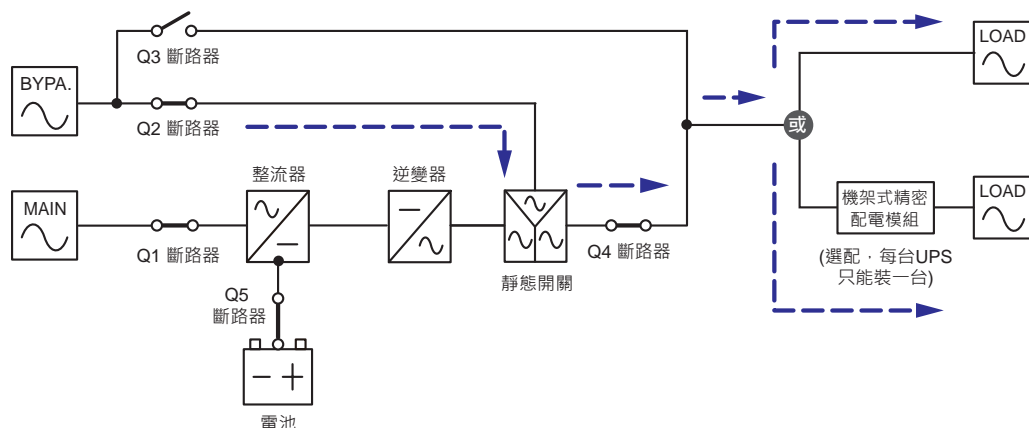 Q3 斷路器
LOAD
BYPA.
Q2 斷路器
或
整流器
逆變器
MAIN
機架式精密
配電模組
LOAD
Q1 斷路器
Q4 斷路器
靜態開關
(選配，每台UPS
只能裝一台)
Q5
斷路器
電池